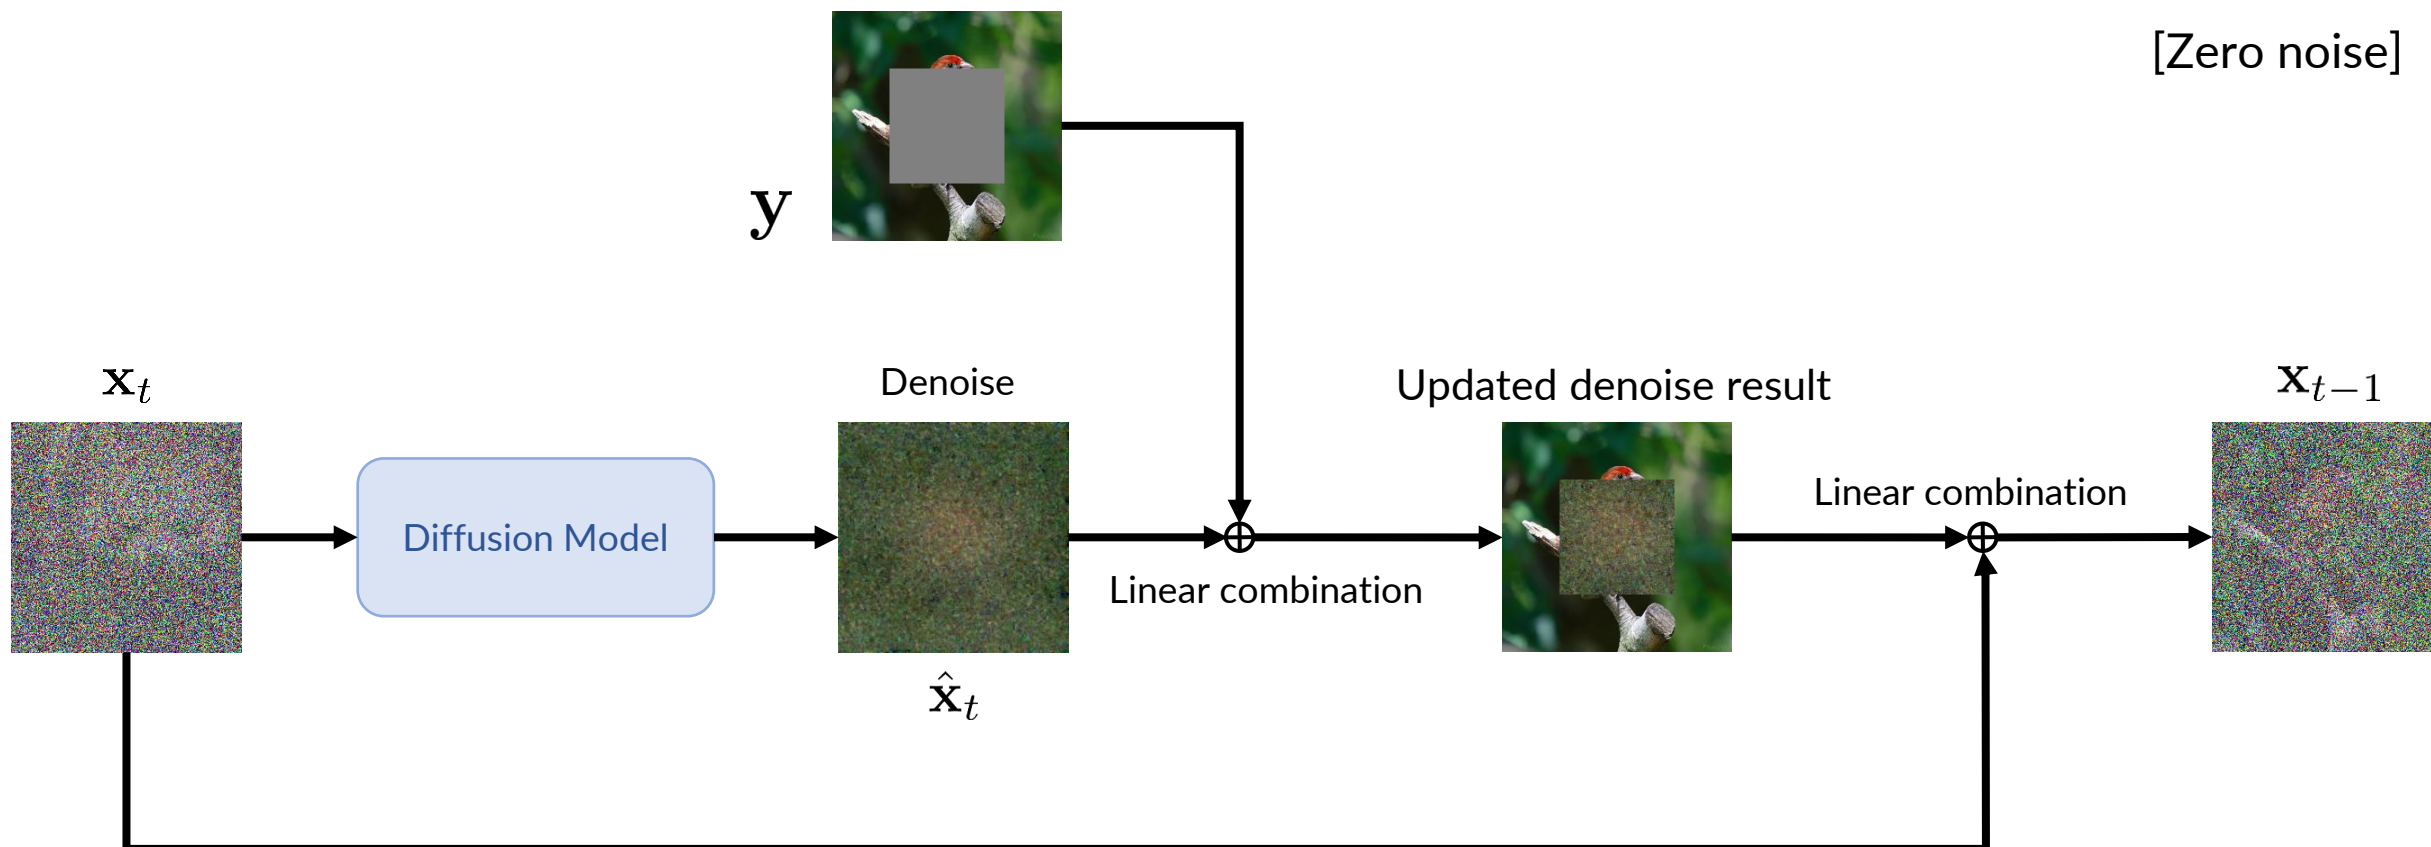 [Zero noise]
y
x_t
Diffusion Model
Denoise
x̂_t
Linear combination
Updated denoise result
Linear combination
x_{t−1}